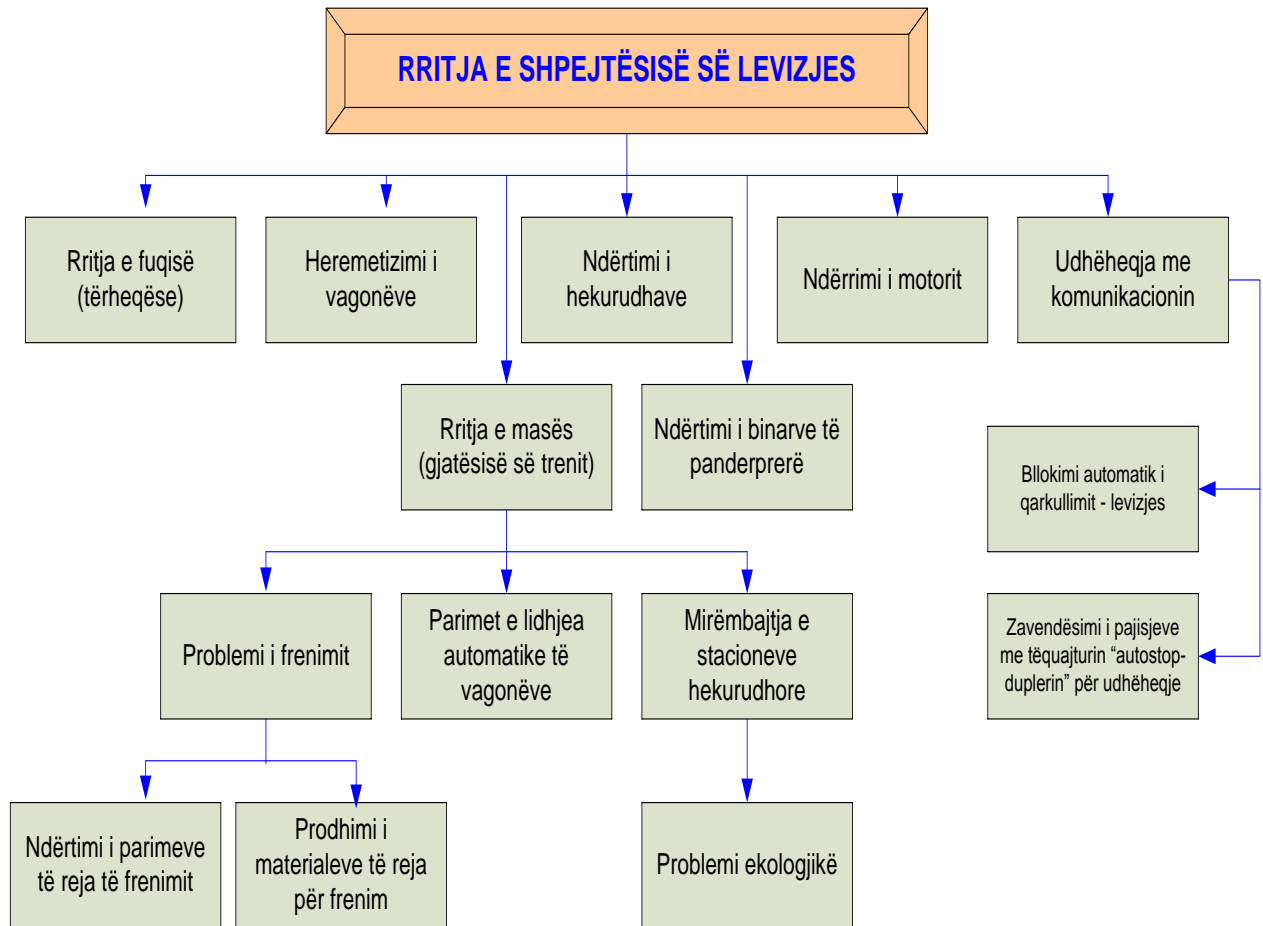 RRITJA E SHPEJTËSISË SË LEVIZJES
Rritja e fuqisë
(tërheqëse)
Heremetizimi i
vagonëve
Ndërtimi i
hekurudhave
Ndërrimi i motorit
Udhëheqja me
komunikacionin
Rritja e masës
(gjatësisë së trenit)
Ndërtimi i binarve të
panderprerë
Bllokimi automatik i
qarkullimit - levizjes
Problemi i frenimit
Parimet e lidhjea
automatike të
vagonëve
Mirëmbajtja e
stacioneve
hekurudhore
Zavendësimi i pajisjeve
me tëquajturin “autostop-
duplerin” për udhëheqje
Ndërtimi i parimeve
të reja të frenimit
Prodhimi i
materialeve të reja
për frenim
Problemi ekologjikë